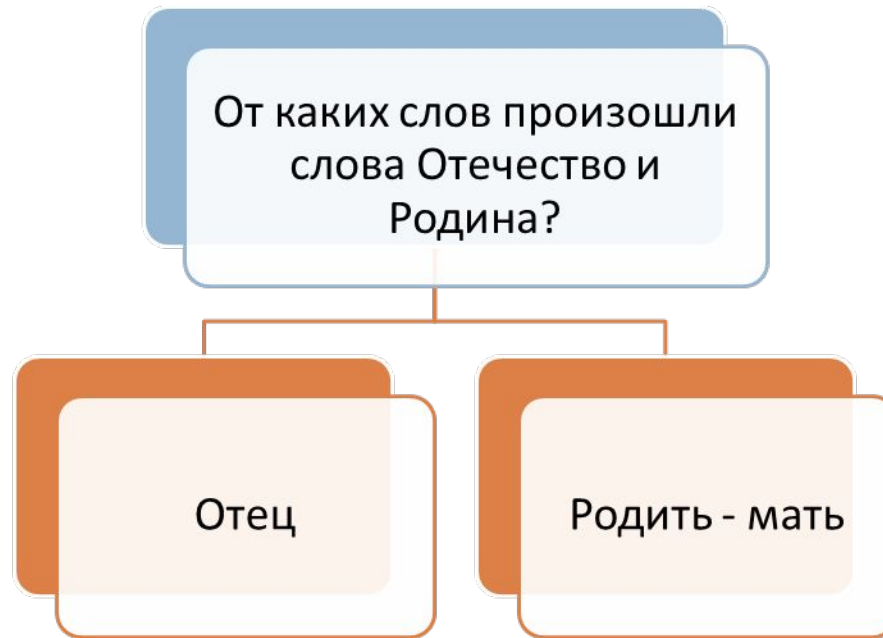 От каких слов произошли
слова Отечество и
Родина?
Отец
Родить - мать